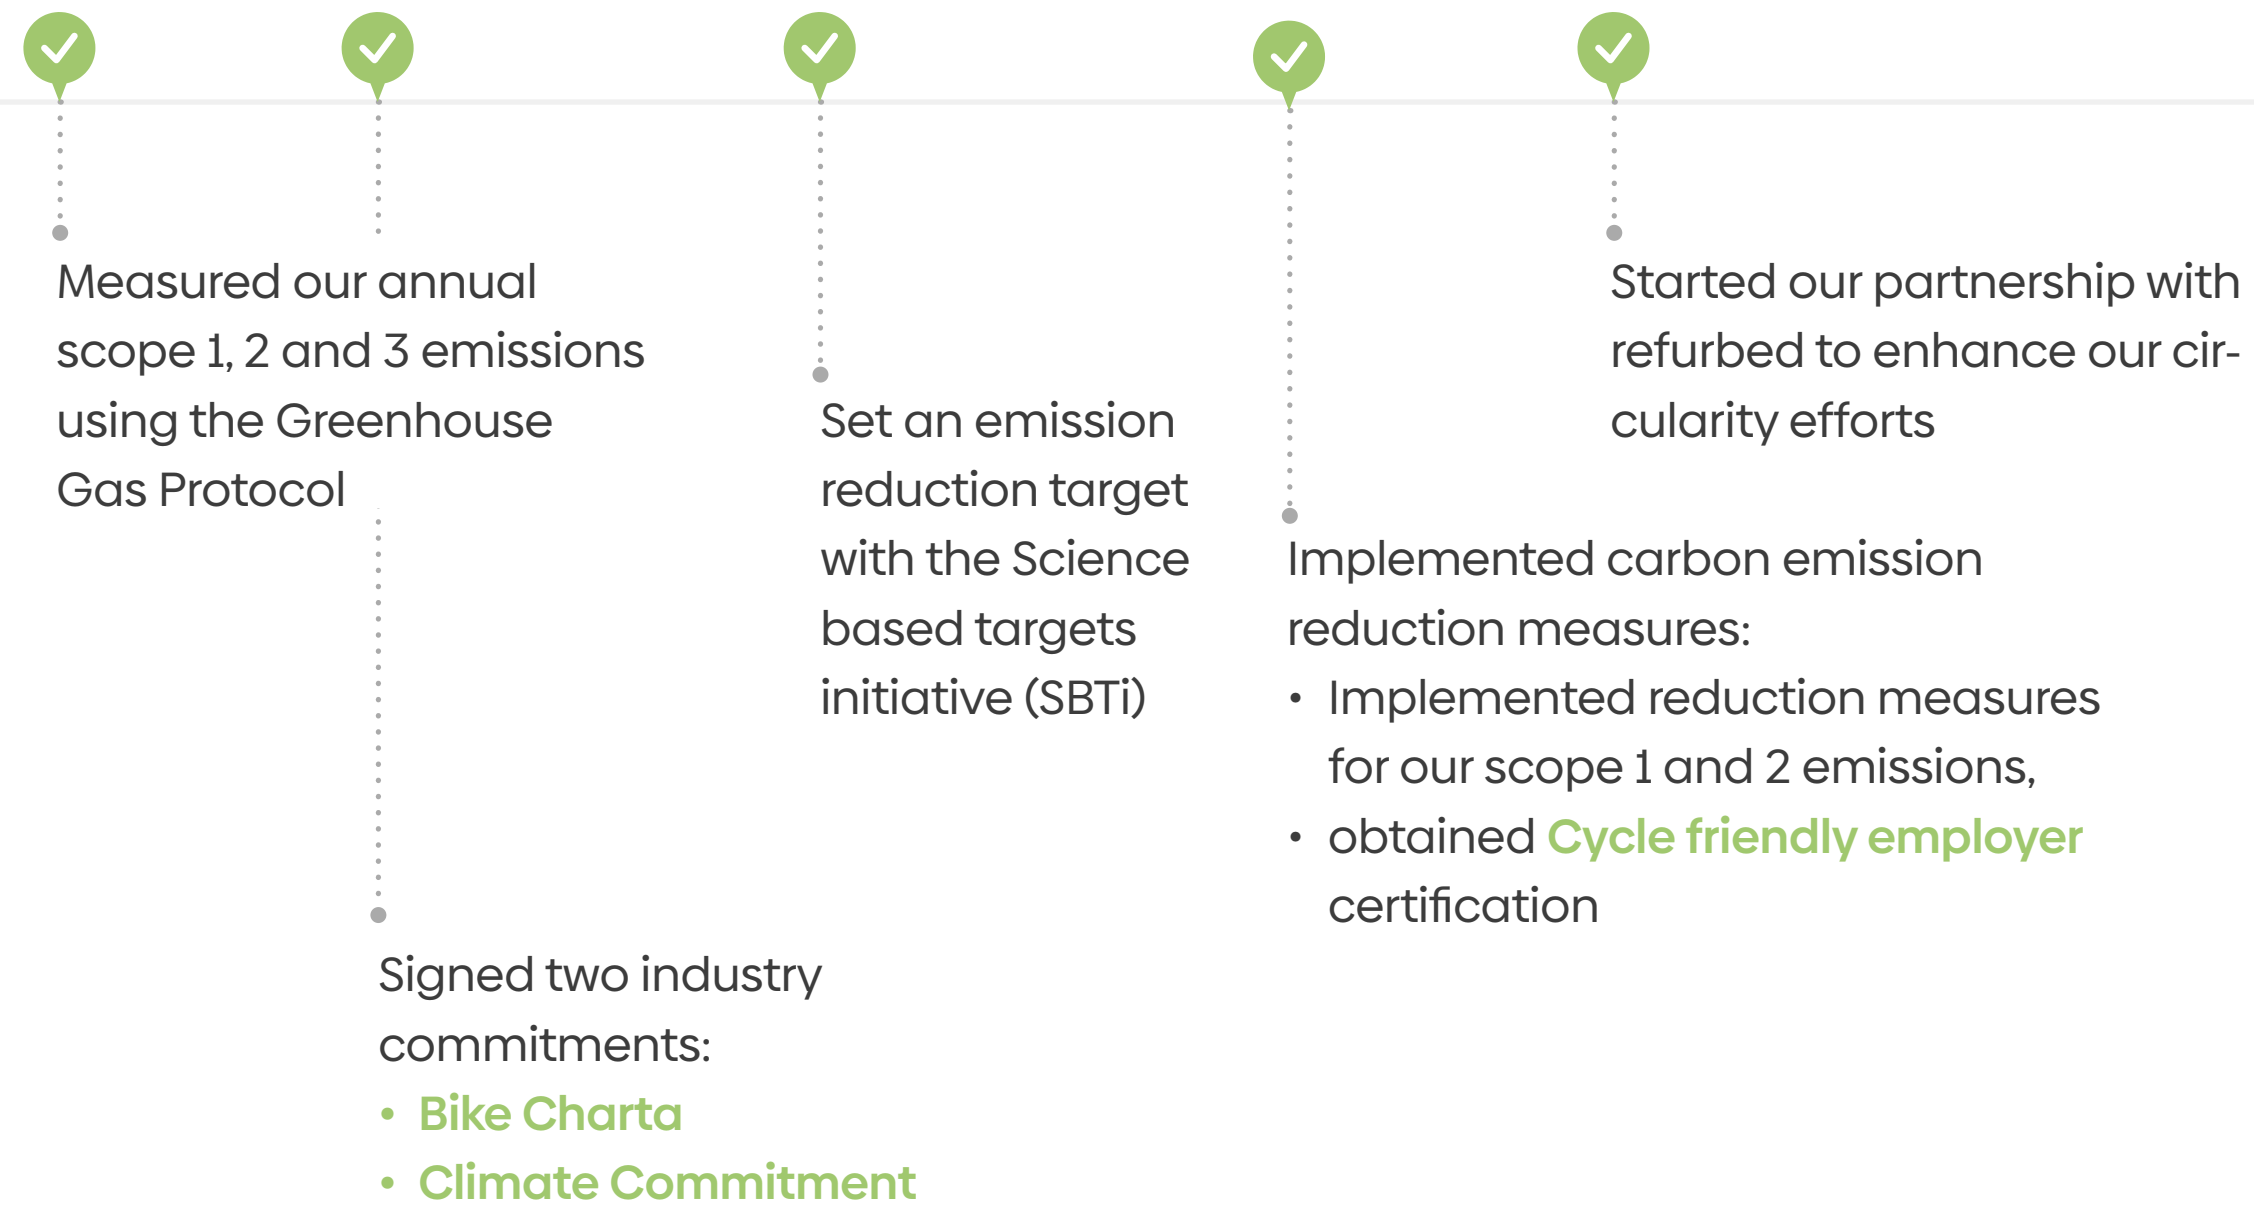 Measured our annual
scope 1, 2 and 3 emissions
using the Greenhouse
Gas Protocol
Signed two industry
commitments:
• Bike Charta
• Climate Commitment
Set an emission
reduction target
with the Science
based targets
initiative (SBTi)
Implemented carbon emission
reduction measures:
• Implemented reduction measures
for our scope 1 and 2 emissions,
• obtained Cycle friendly employer
certification
Started our partnership with
refurbed to enhance our cir-
cularity efforts